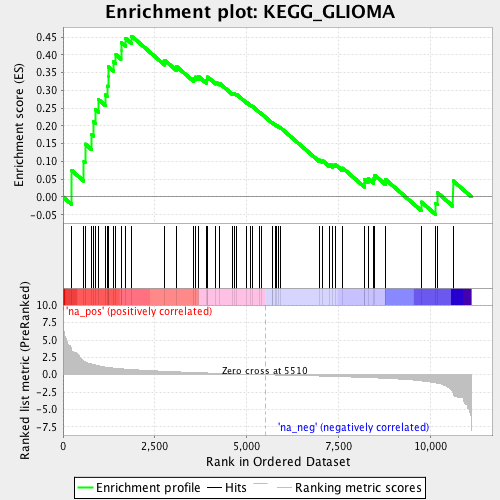 Enrichment plot: KEGG_GLIOMA
Enrichment score (ES)
0.45
0.40
0.35
0.30
0.25
0.20
0.15
0.10
0.05
0.00
-0.05
Ranked list metric (PreRanked)
10.0
7.5
5.0
2.5
0.0
-2.5
-5.0
-7.5
'na_pos' (positively correlated)
Zero cross at 5510
'na_neg' (negatively correlated)
0
2,500
5,000
7,500
10,000
Rank in Ordered Dataset
Enrichment profile
Hits
Ranking metric scores